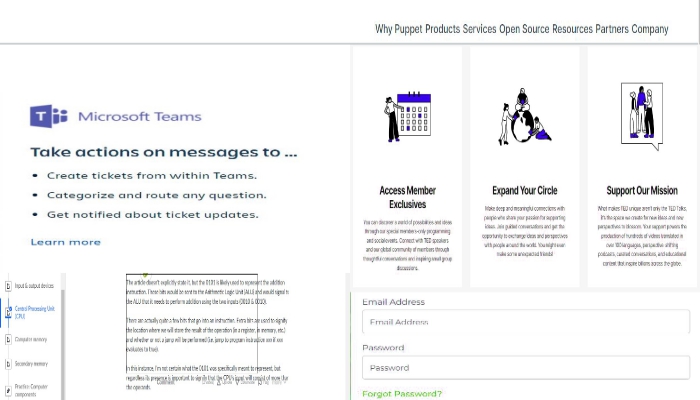 Why Puppet Products Services Open Source Resources Partners Company
Microsoft Teams
Take actions on messages to ...
Create tickets from within Teams.
Categorize and route any question.
Get notified about ticket updates.
Learn more
Access Member
Exclusives
You can discover a world of possibilities and ideas
through our special members-only programming
and social events. Connect with TED speakers
and our global community of members through
thoughtful conversations and inspiring small group
discussions.
Expand Your Circle
Make deep and meaningful connections with
people who share your passion for supporting
ideas. Join guided conversations and get the
opportunity to exchange ideas and perspectives
with people around the world. You might even
make some unexpected friends!
Support Our Mission
What makes TED unique aren't only the TED Talks.
It's the space we create for new ideas and new
perspectives to blossom. Your support powers the
production of hundreds of videos translated in
over 100 languages, perspective-shifting
podcasts, curated conversations, and educational
content that inspire talkers across the globe.
Input & output devices
Central Processing Unit
(CPU)
Computer memory
Secondary memory
Practice: Computer
components
The article doesn't explicitly state it, but the 0101 is likely used to represent the addition
instruction. These bits would be sent to the Arithmetic Logic Unit (ALU) and would signal to
the ALU that it needs to perform addition using the two inputs (0010 & 0010).
There are actually quite a few bits that go into an instruction. Extra bits are used to signify
the location where we will store the result of the operation (in a register, in memory, etc.)
and whether or not a jump will be performed (i.e. jump to program instruction nnn if xxx
evaluates to true).
In this instance, I'm not certain what the 0101 was specifically meant to represent, but
regardless its presence is important to signify that the CPU's input will consist of more than
the operands.
Comment
Email Address
Email Address
Password
Password
Forgot Password?